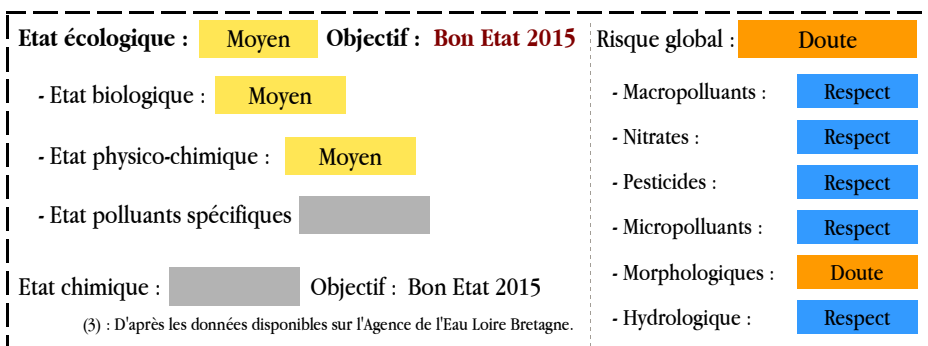 Etat écologique : Moyen Objectif : Bon Etat 2015
- Etat biologique : Moyen
- Etat physico-chimique : Moyen
- Etat polluants spécifiques
Etat chimique : Objectif : Bon Etat 2015
(3) : D'après les données disponibles sur l'Agence de l'Eau Loire Bretagne.
Risque global : Doute
- Macropolluants : Respect
- Nitrates : Respect
- Pesticides : Respect
- Micropolluants : Respect
- Morphologiques : Doute
- Hydrologique : Respect